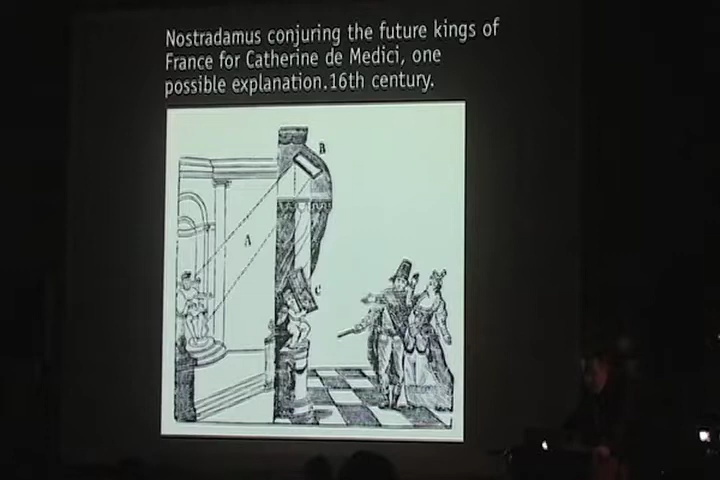 Nostradamus conjuring the future kings of
France for Catherine de Medici, one
possible explanation.16th century.
B
A
C